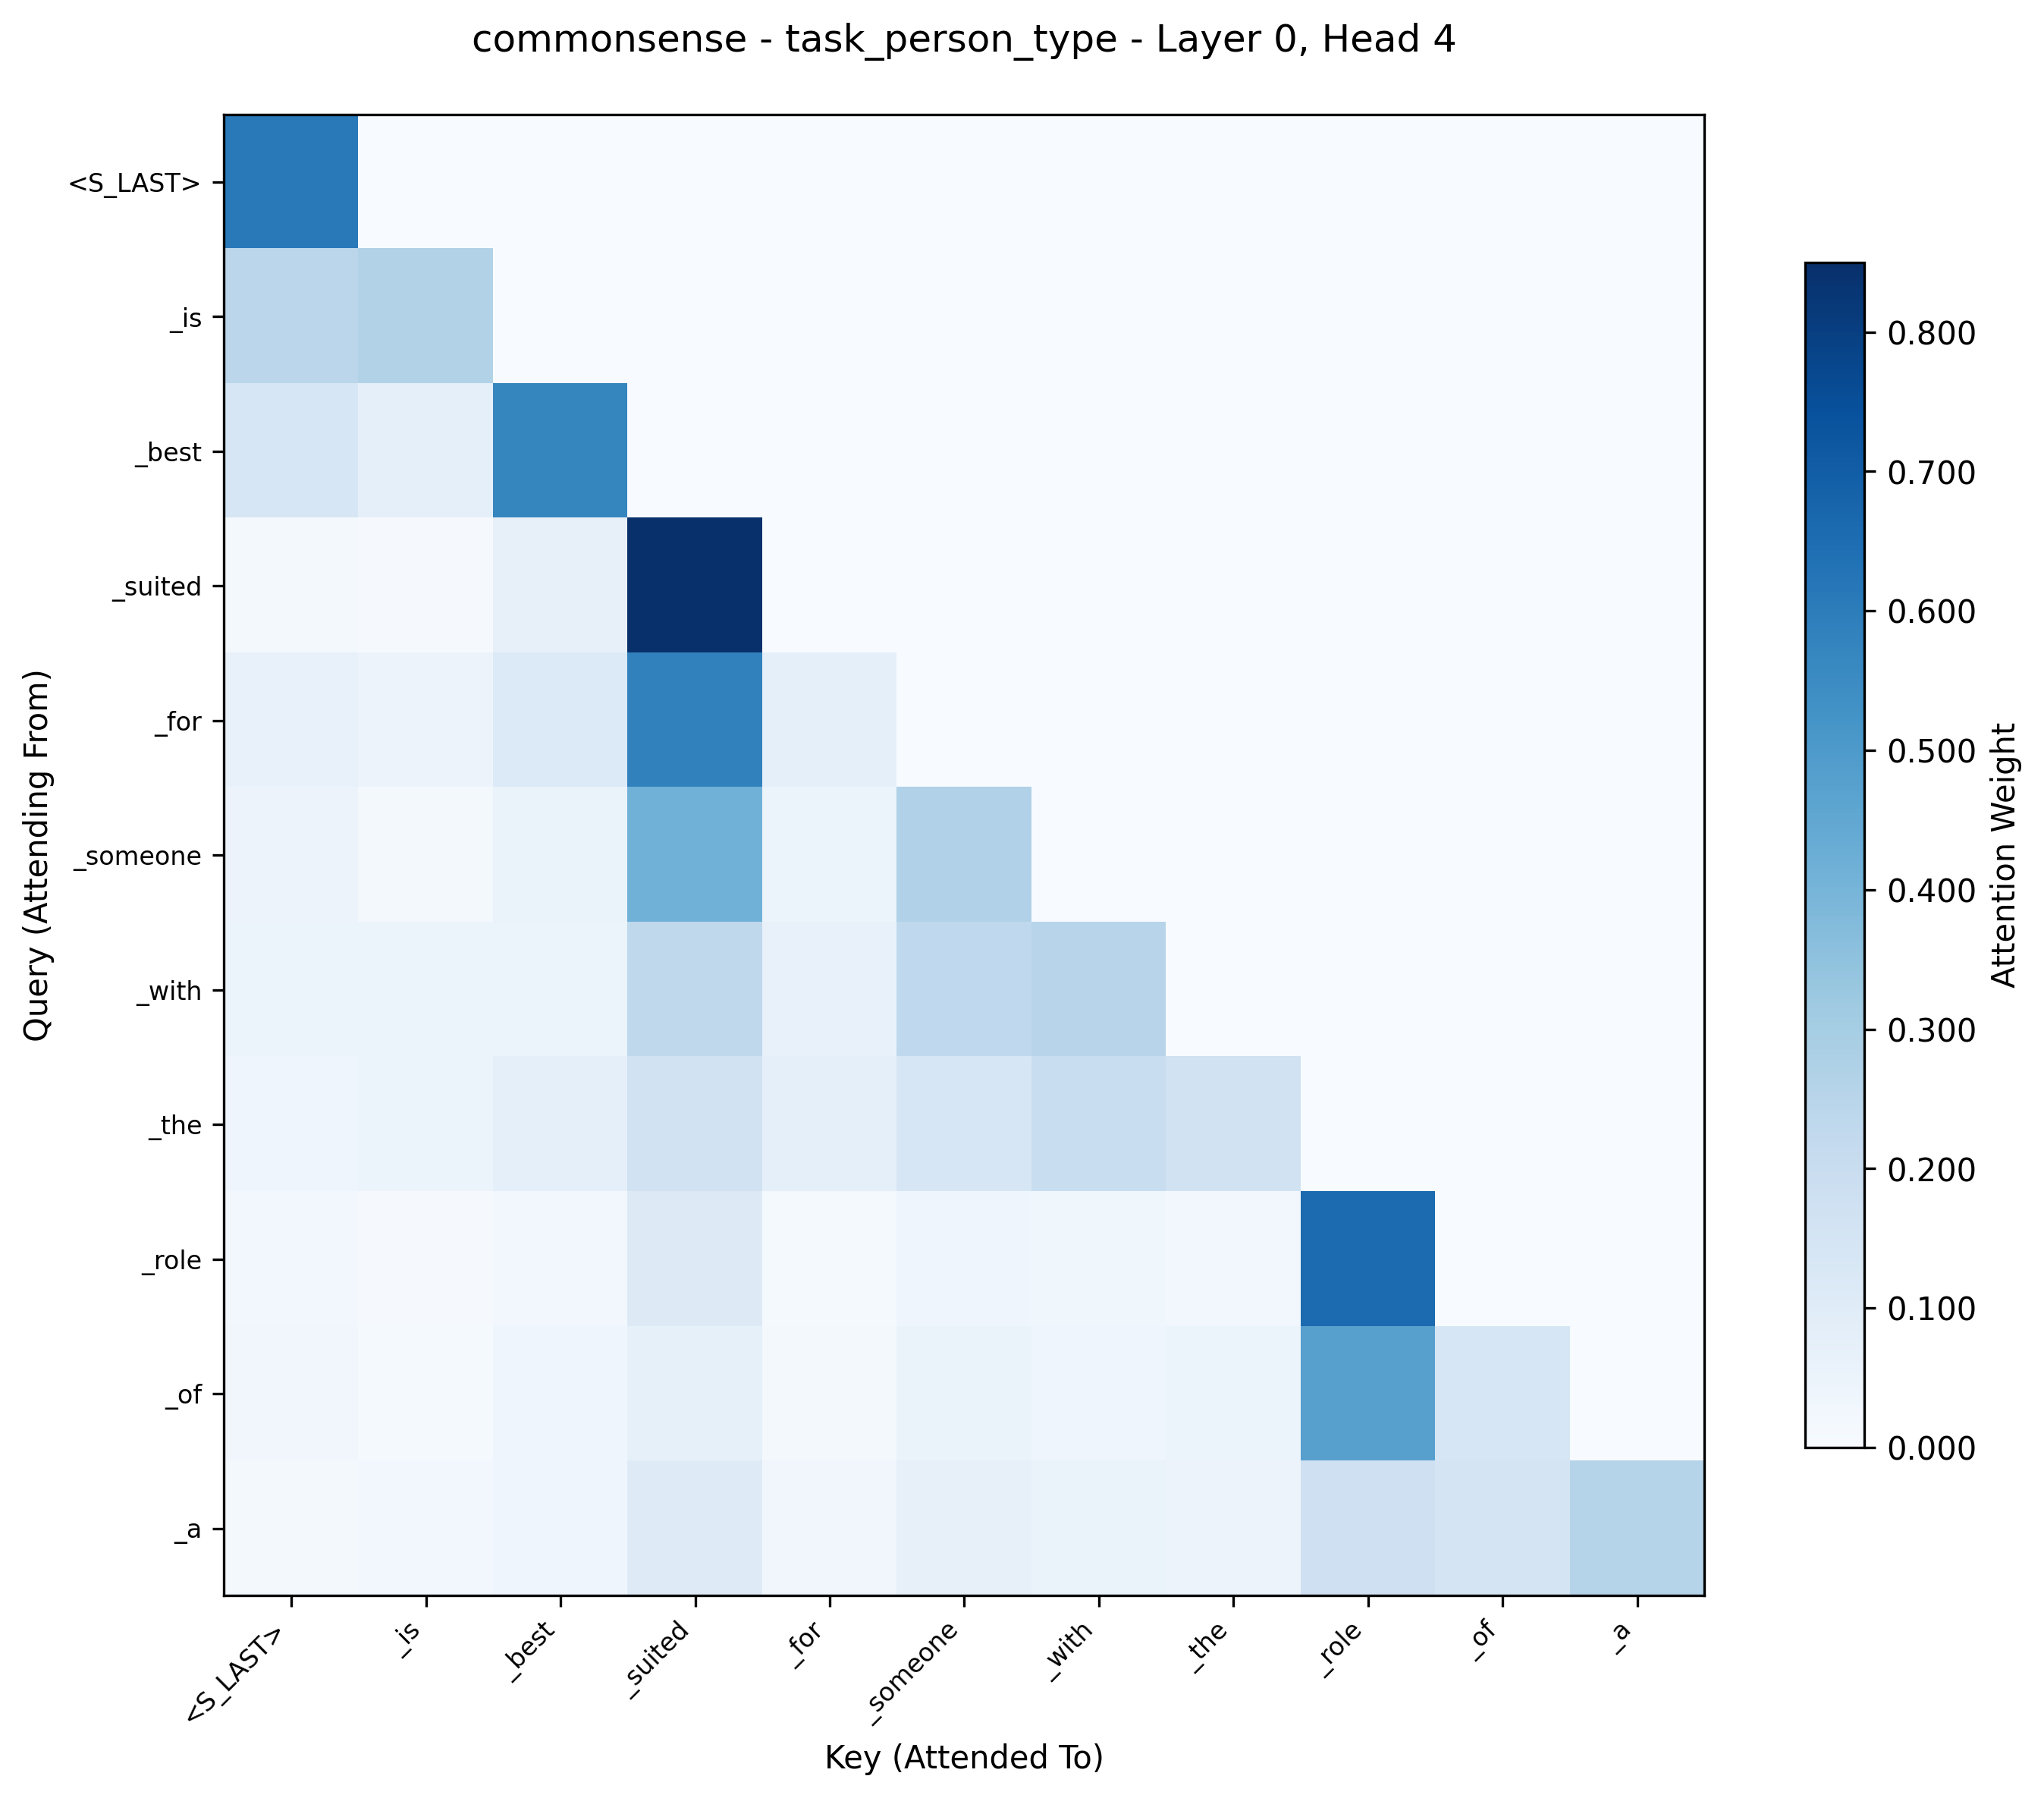 commonsense - task_person_type - Layer 0, Head 4
<S_LAST>
_is
_best
_suited
_for
_someone
_with
_the
_role
_of
_a
Query (Attending From)
<S_LAST>
_is
_best
_suited
_for
_someone
_with
_the
_role
_of
_a
Key (Attended To)
0.800
0.700
0.600
0.500
0.400
0.300
0.200
0.100
0.000
Attention Weight